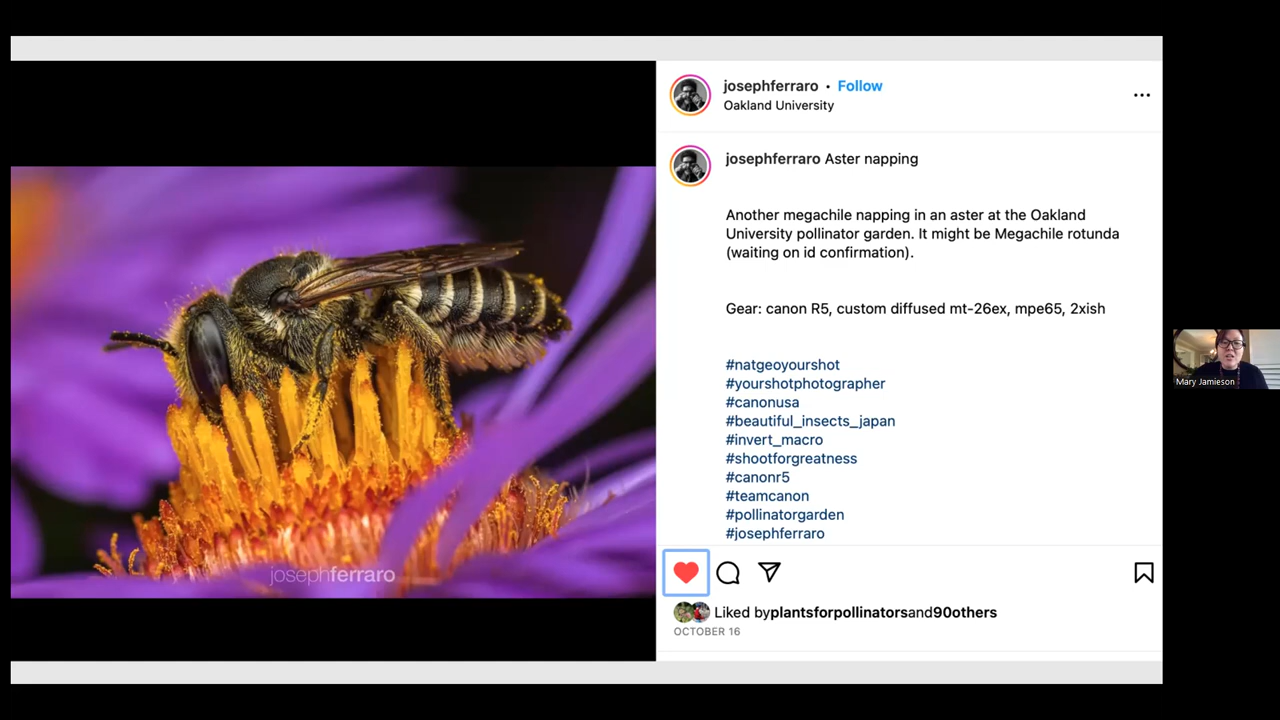 josephferraro • Follow
Oakland University
josephferraro Aster napping
Another megachile napping in an aster at the Oakland
University pollinator garden. It might be Megachile rotunda
(waiting on id confirmation).
Gear: canon R5, custom diffused mt-26ex, mpe65, 2xish
#natgeoyourshot
#yourshotphotographer
#canonusa
#beautiful_insects_japan
#invert_macro
#shootforgreatness
#canonr5
#teamcanon
#pollinatorgarden
#josephferraro
josephferraro
Liked byplantsforpollinatorsand90others
OCTOBER 16
Mary Jamieson